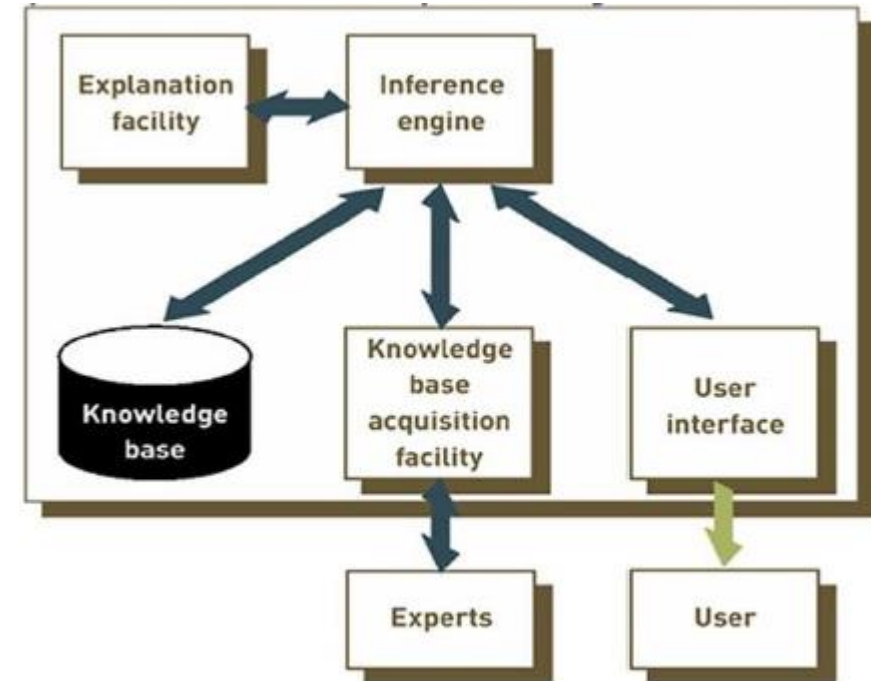 Explanation
facility
Inference
engine
Knowledge
base
Knowledge
base
acquisition
facility
User
interface
Experts
User